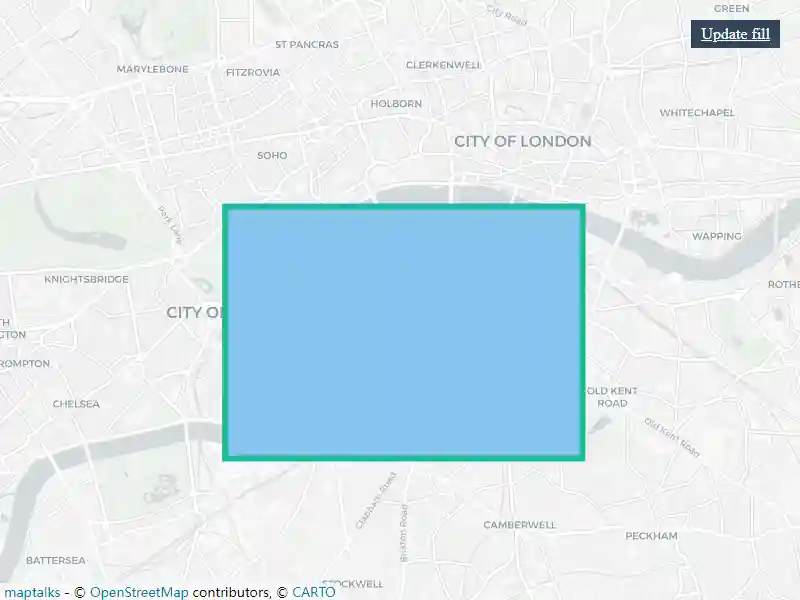 City Road
GREEN
Update fill
ST PANCRAS
MARYLEBONE
FITZROVIA
CLERKENWELL
HOLBORN
WHITECHAPEL
CITY OF LONDON
SOHO
Park Lane
WAPPING
KNIGHTSBRIDGE
ROTHE
CITY O
TH
GTON
ROMPTON
CHELSEA
OLD KENT
ROAD
Old Kent Road
Clapham Road
Brixton Road
CAMBERWELL
PECKHAM
BATTERSEA
STOCKWELL
maptalks - © OpenStreetMap contributors, © CARTO